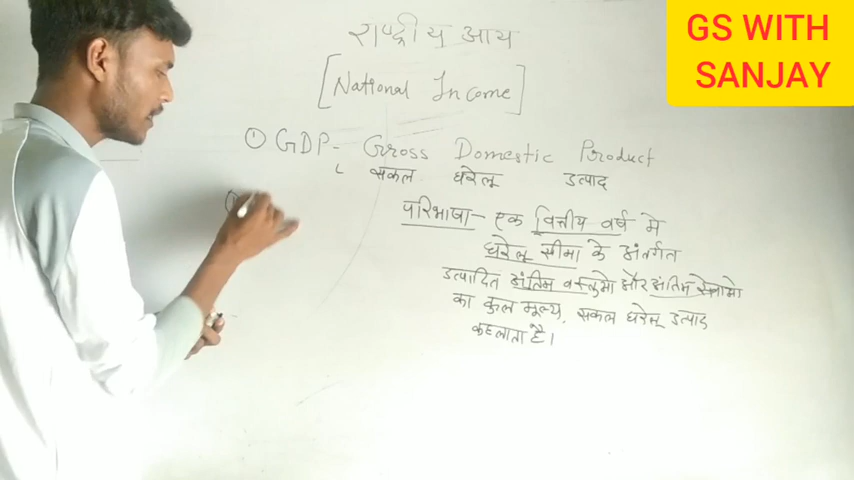 GS WITH
SANJAY
राष्ट्रीय आय
[National Income]
① GDP- Gross Domestic Product
सकल घरेलू उत्पाद
परिभाषा- एक वित्तीय वर्ष मे
घरेलू सीमा के अंतर्गत
उत्पादित अंतिम वस्तुओ और अंतिम सेवाओ
का कुल मूल्य, सकल घरेलू उत्पाद
कहलाता है।